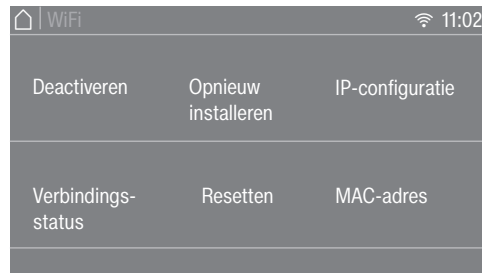 WiFi 11:02
Deactiveren Opnieuw installeren IP-configuratie
Verbindings-
status Resetten MAC-adres